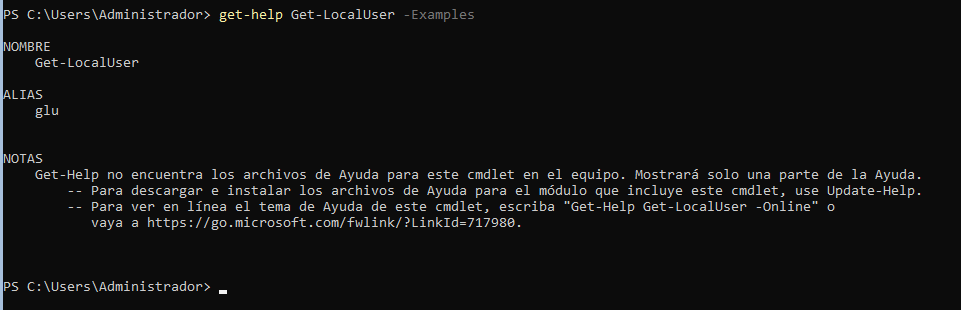 PS C:\Users\Administrador> get-help Get-LocalUser -Examples
NOMBRE
Get-LocalUser
ALIAS
glu
NOTAS
Get-Help no encuentra los archivos de Ayuda para este cmdlet en el equipo. Mostrará solo una parte de la Ayuda.
-- Para descargar e instalar los archivos de Ayuda para el módulo que incluye este cmdlet, use Update-Help.
-- Para ver en línea el tema de Ayuda de este cmdlet, escriba "Get-Help Get-LocalUser -Online" o
vaya a https://go.microsoft.com/fwlink/?LinkId=717980.
PS C:\Users\Administrador>